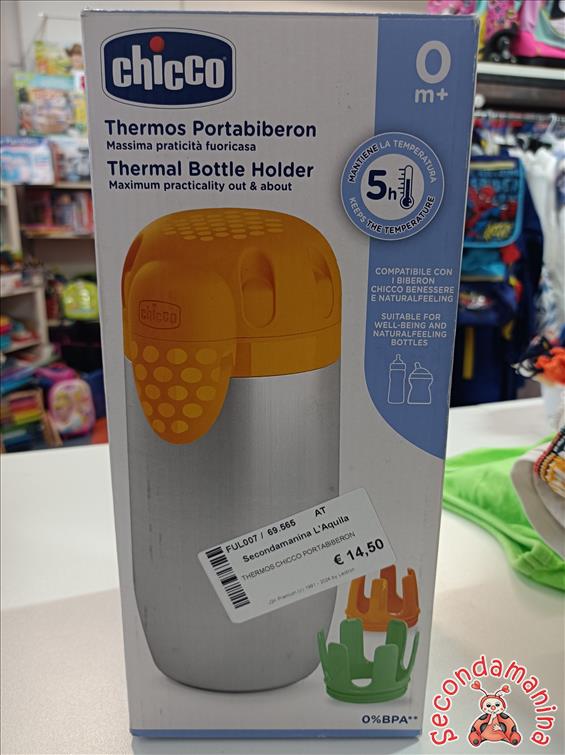 chicco
0
m+
Thermos Portabiberon
Massima praticità fuoricasa
Thermal Bottle Holder
Maximum practicality out & about
MANTIENE LA TEMPERATURA
5h
KEEPS THE TEMPERATURE
COMPATIBILE CON
I BIBERON
CHICCO BENESSERE
E NATURALFEELING
SUITABLE FOR
WELL-BEING AND
NATURALFEELING
BOTTLES
chicco
FUL007 / 69.565 AT
Secondamanina L'Aquila
THERMOS CHICCO PORTABIBERON
€ 14,50
0%BPA**
Secondamanina